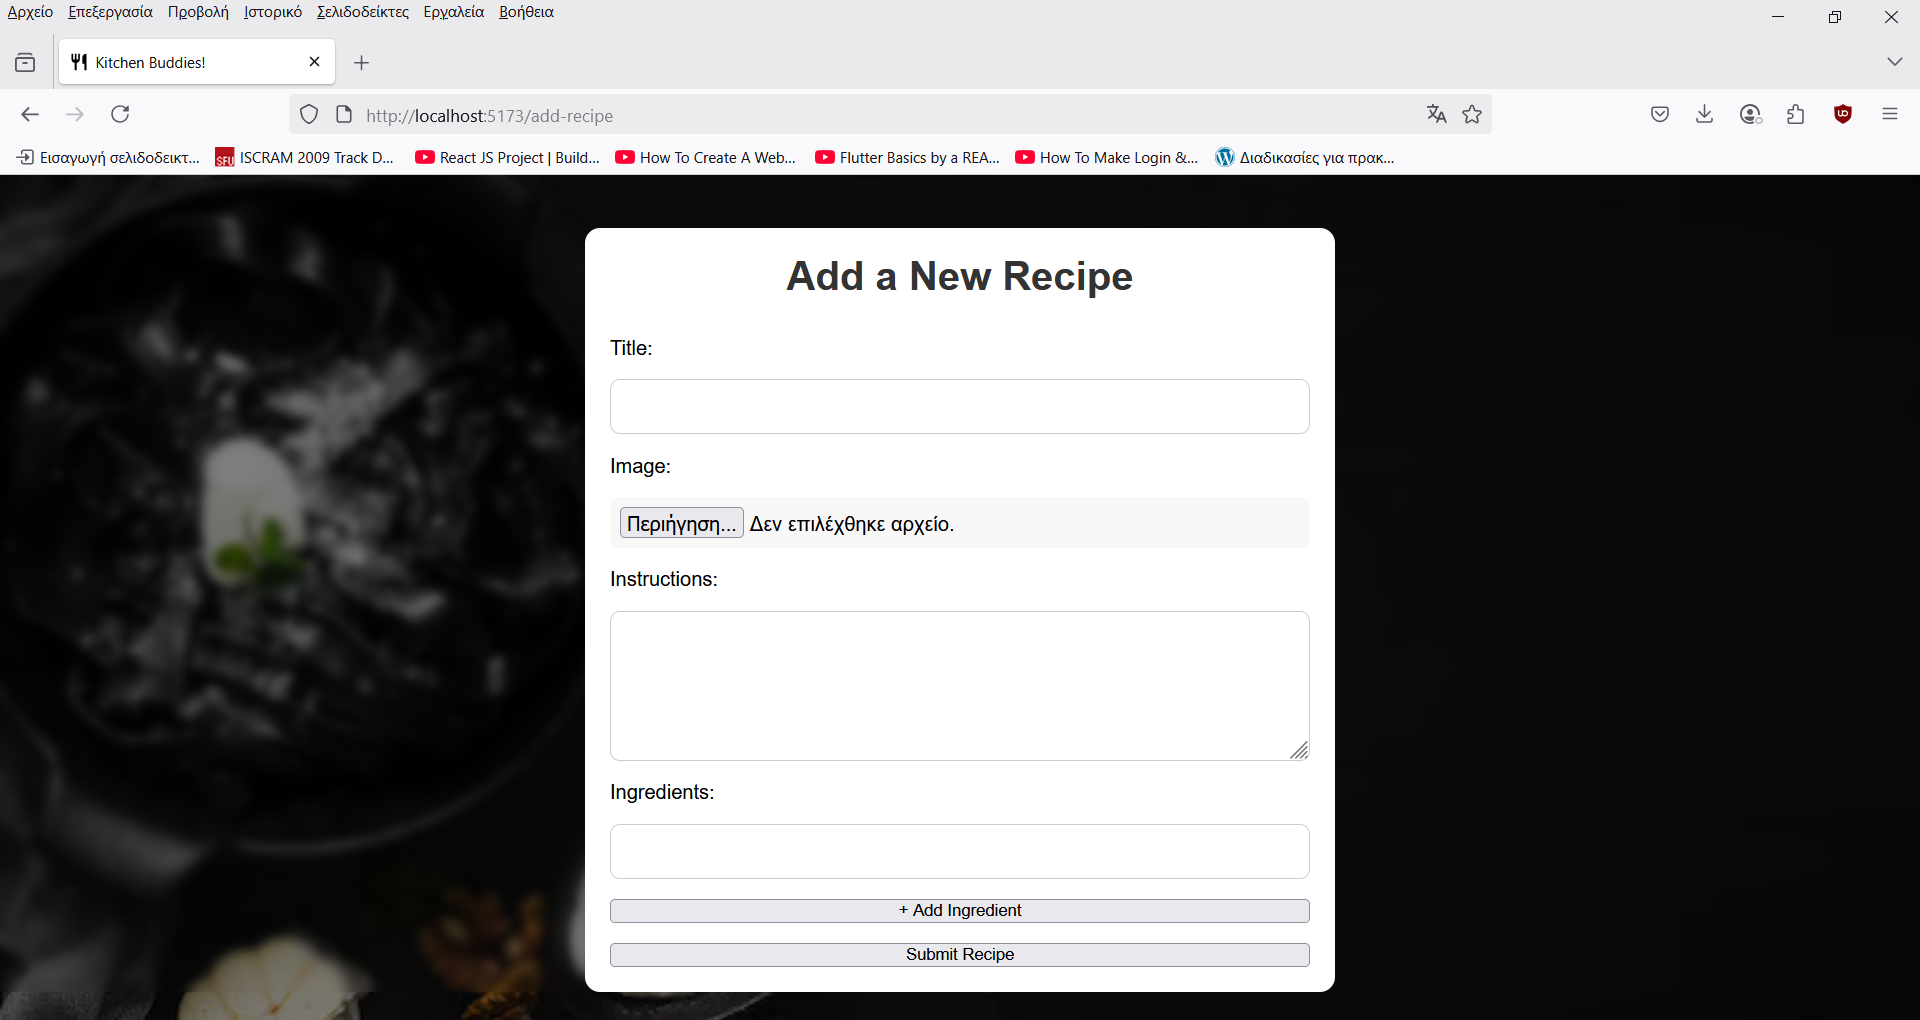 Αρχείο Επεξεργασία Προβολή Ιστορικό Σελιδοδείκτες Εργαλεία Βοήθεια
Kitchen Buddies!
http://localhost:5173/add-recipe
Εισαγωγή σελιδοδεικτ... SFU ISCRAM 2009 Track D... React JS Project | Build... How To Create A Web... Flutter Basics by a REA... How To Make Login &... Διαδικασίες για πρακ...
Add a New Recipe
Title:
Image:
Περιήγηση... Δεν επιλέχθηκε αρχείο.
Instructions:
Ingredients:
+ Add Ingredient
Submit Recipe